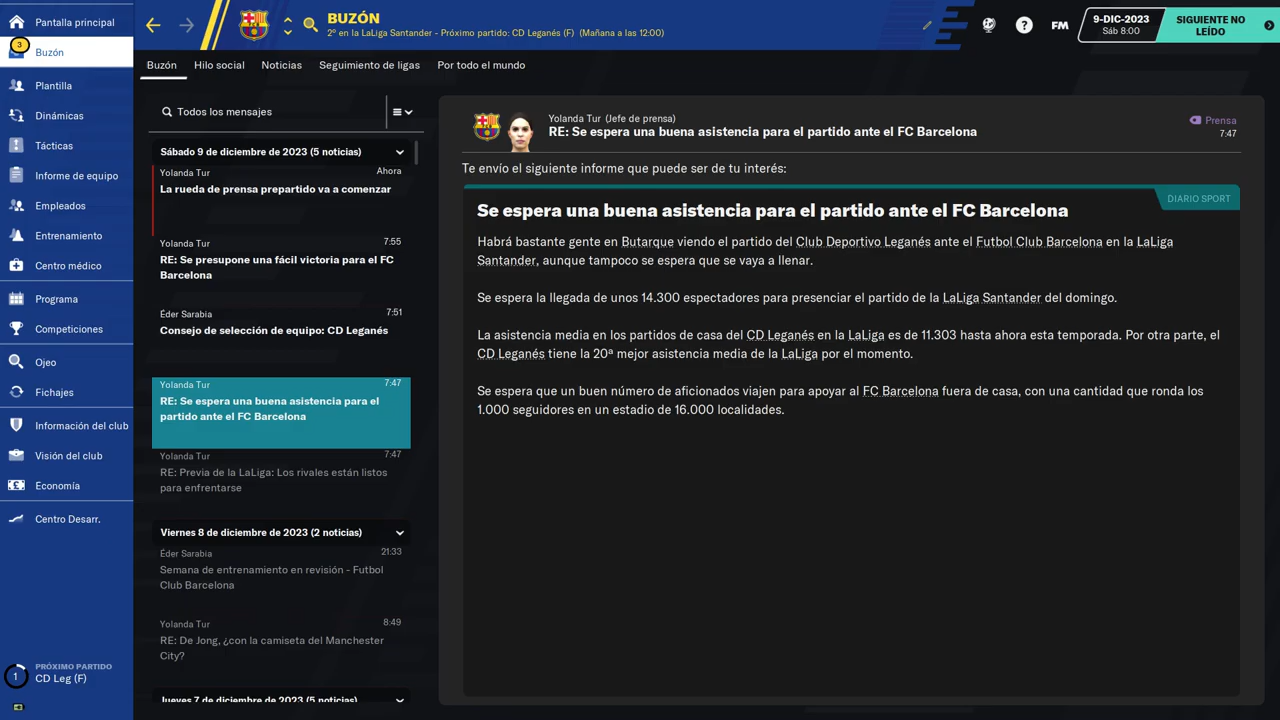 Pantalla principal
3
Buzón
Plantilla
Dinámicas
Tácticas
Informe de equipo
Empleados
Entrenamiento
Centro médico
Programa
Competiciones
Ojeo
Fichajes
Información del club
Visión del club
Economía
Centro Desarr.
1
PRÓXIMO PARTIDO
CD Leg (F)
BUZÓN
2º en la LaLiga Santander - Próximo partido: CD Leganés (F) (Mañana a las 12:00)
FM
9-DIC-2023
Sáb 8:00
SIGUIENTE NO
LEÍDO
Buzón Hilo social Noticias Seguimiento de ligas Por todo el mundo
Todos los mensajes
Sábado 9 de diciembre de 2023 (5 noticias)
Yolanda Tur Ahora
La rueda de prensa prepartido va a comenzar
Yolanda Tur 7:55
RE: Se presupone una fácil victoria para el FC
Barcelona
Éder Sarabia 7:51
Consejo de selección de equipo: CD Leganés
Yolanda Tur 7:47
RE: Se espera una buena asistencia para el
partido ante el FC Barcelona
Yolanda Tur 7:47
RE: Previa de la LaLiga: Los rivales están listos
para enfrentarse
Viernes 8 de diciembre de 2023 (2 noticias)
Éder Sarabia 21:33
Semana de entrenamiento en revisión - Futbol
Club Barcelona
Yolanda Tur 8:49
RE: De Jong, ¿con la camiseta del Manchester
City?
Jueves 7 de diciembre de 2023 (5 noticias)
Yolanda Tur (Jefe de prensa)
RE: Se espera una buena asistencia para el partido ante el FC Barcelona
Prensa
7:47
Te envío el siguiente informe que puede ser de tu interés:
DIARIO SPORT
Se espera una buena asistencia para el partido ante el FC Barcelona
Habrá bastante gente en Butarque viendo el partido del Club Deportivo Leganés ante el Futbol Club Barcelona en la LaLiga
Santander, aunque tampoco se espera que se vaya a llenar.
Se espera la llegada de unos 14.300 espectadores para presenciar el partido de la LaLiga Santander del domingo.
La asistencia media en los partidos de casa del CD Leganés en la LaLiga es de 11.303 hasta ahora esta temporada. Por otra parte, el
CD Leganés tiene la 20ª mejor asistencia media de la LaLiga por el momento.
Se espera que un buen número de aficionados viajen para apoyar al FC Barcelona fuera de casa, con una cantidad que ronda los
1.000 seguidores en un estadio de 16.000 localidades.